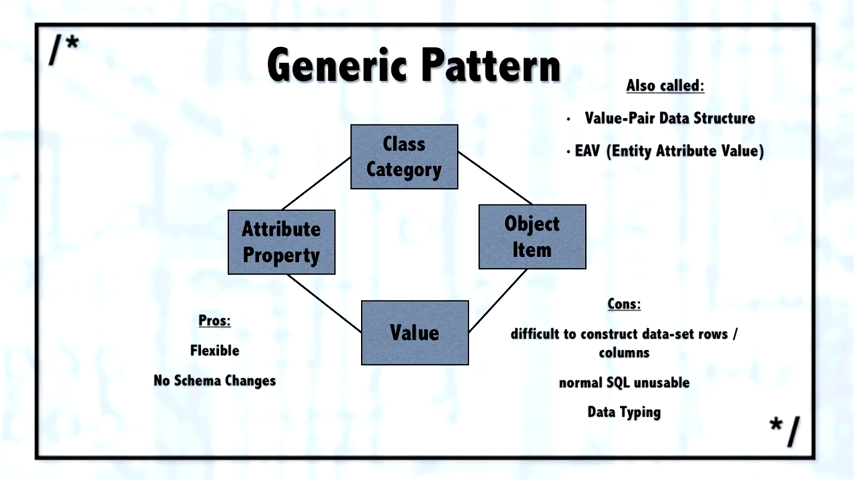 /*
Generic Pattern
Also called:
· Value-Pair Data Structure
· EAV (Entity Attribute Value)
Class
Category
Attribute
Property
Object
Item
Value
Pros:
Flexible
No Schema Changes
Cons:
difficult to construct data-set rows /
columns
normal SQL unusable
Data Typing
*/